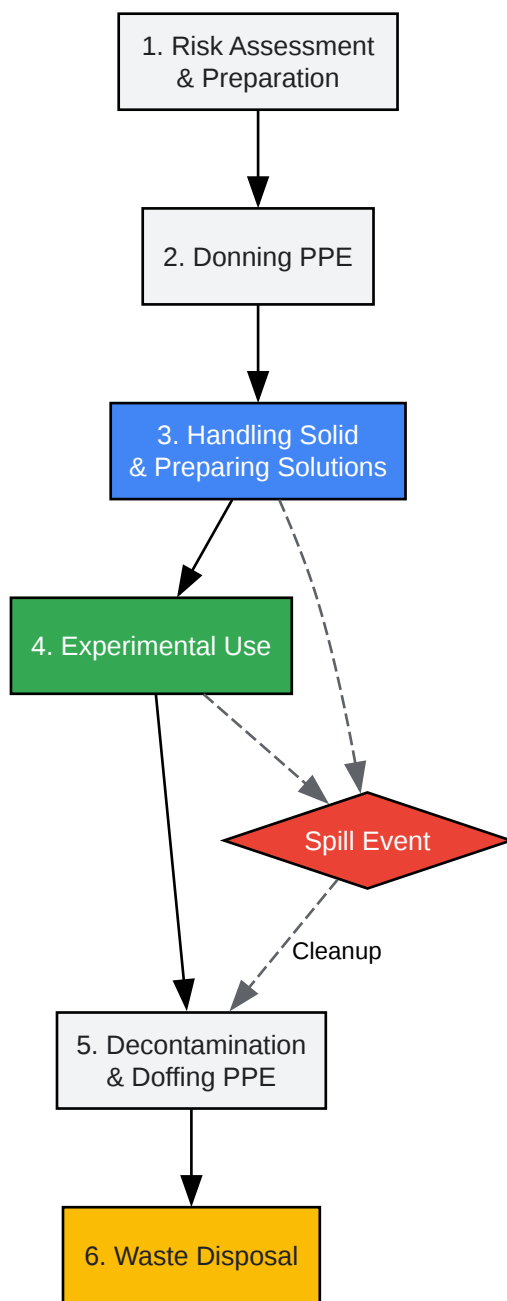 1. Risk Assessment
& Preparation
2. Donning PPE
3. Handling Solid
& Preparing Solutions
4. Experimental Use
Spill Event
Cleanup
5. Decontamination
& Doffing PPE
6. Waste Disposal